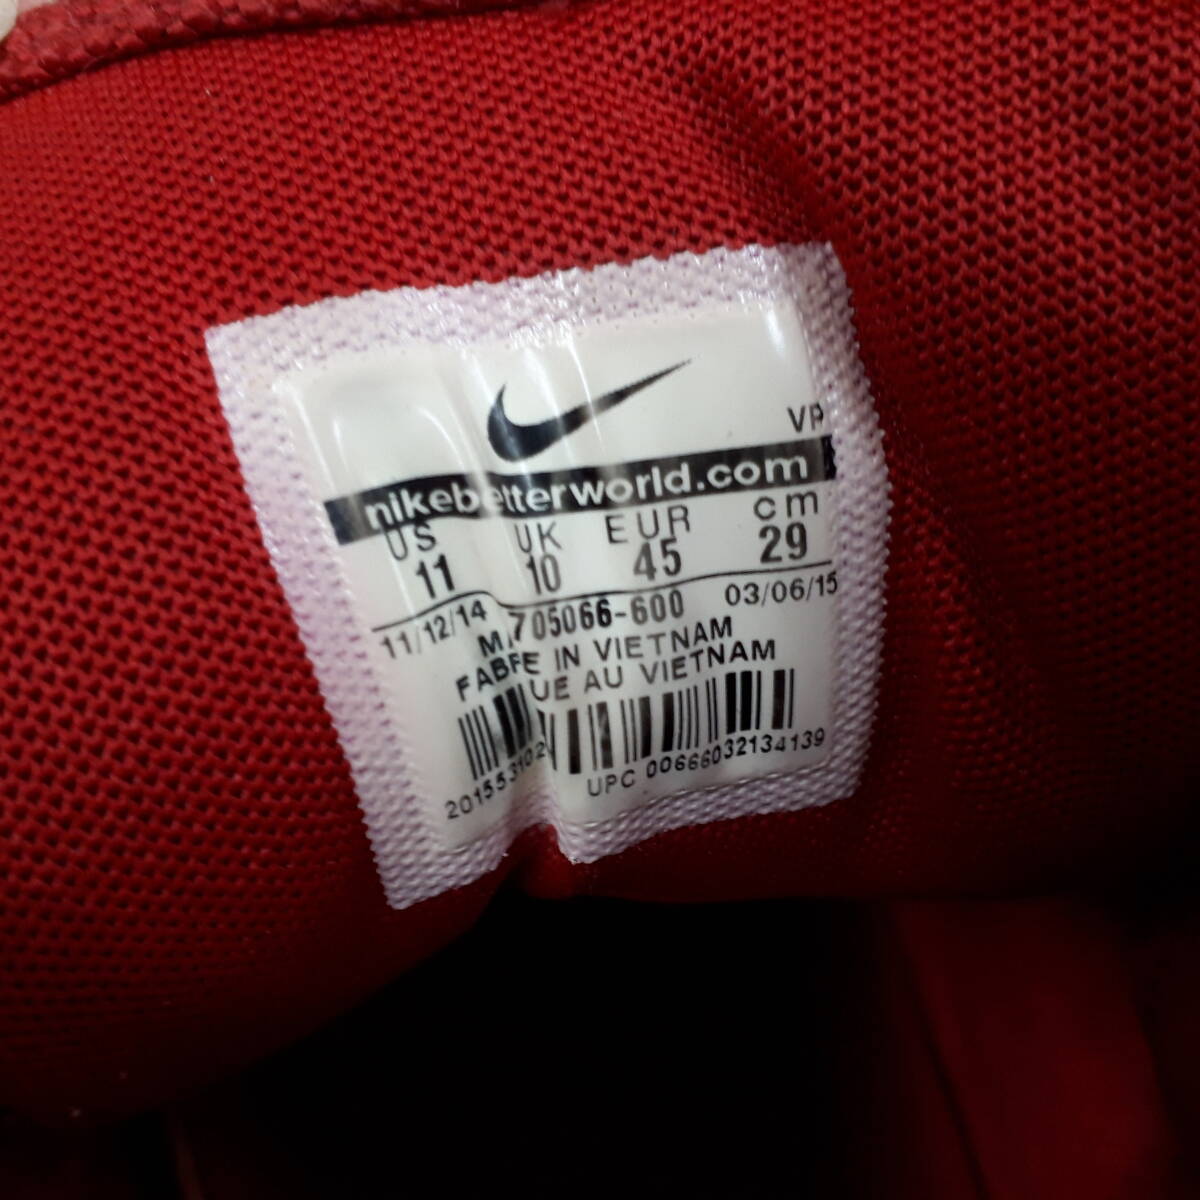 VP
nikebetterworld.com
US UK EUR cm
11 10 45 29
11/12/14 705066-600 03/06/15
IN VIETNAM
AU VIETNAM
UPC 00666032134139